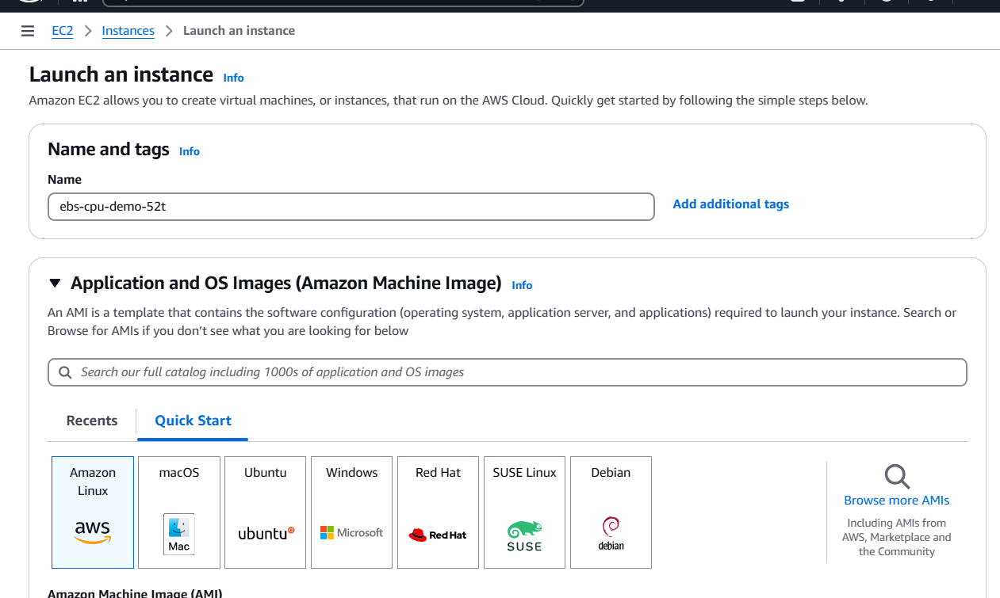 EC2 > Instances > Launch an instance
Launch an instance Info
Amazon EC2 allows you to create virtual machines, or instances, that run on the AWS Cloud. Quickly get started by following the simple steps below.
Name and tags Info
Name
ebs-cpu-demo-52t
Add additional tags
Application and OS Images (Amazon Machine Image) Info
An AMI is a template that contains the software configuration (operating system, application server, and applications) required to launch your instance. Search or
Browse for AMIs if you don’t see what you are looking for below
Search our full catalog including 1000s of application and OS images
Recents
Quick Start
Amazon
Linux
aws
macOS
Mac
Ubuntu
ubuntu
Windows
Microsoft
Red Hat
Red Hat
SUSE Linux
SUSE
Debian
debian
Browse more AMIs
Including AMIs from
AWS, Marketplace and
the Community
Amazon Machine Image (AMI)